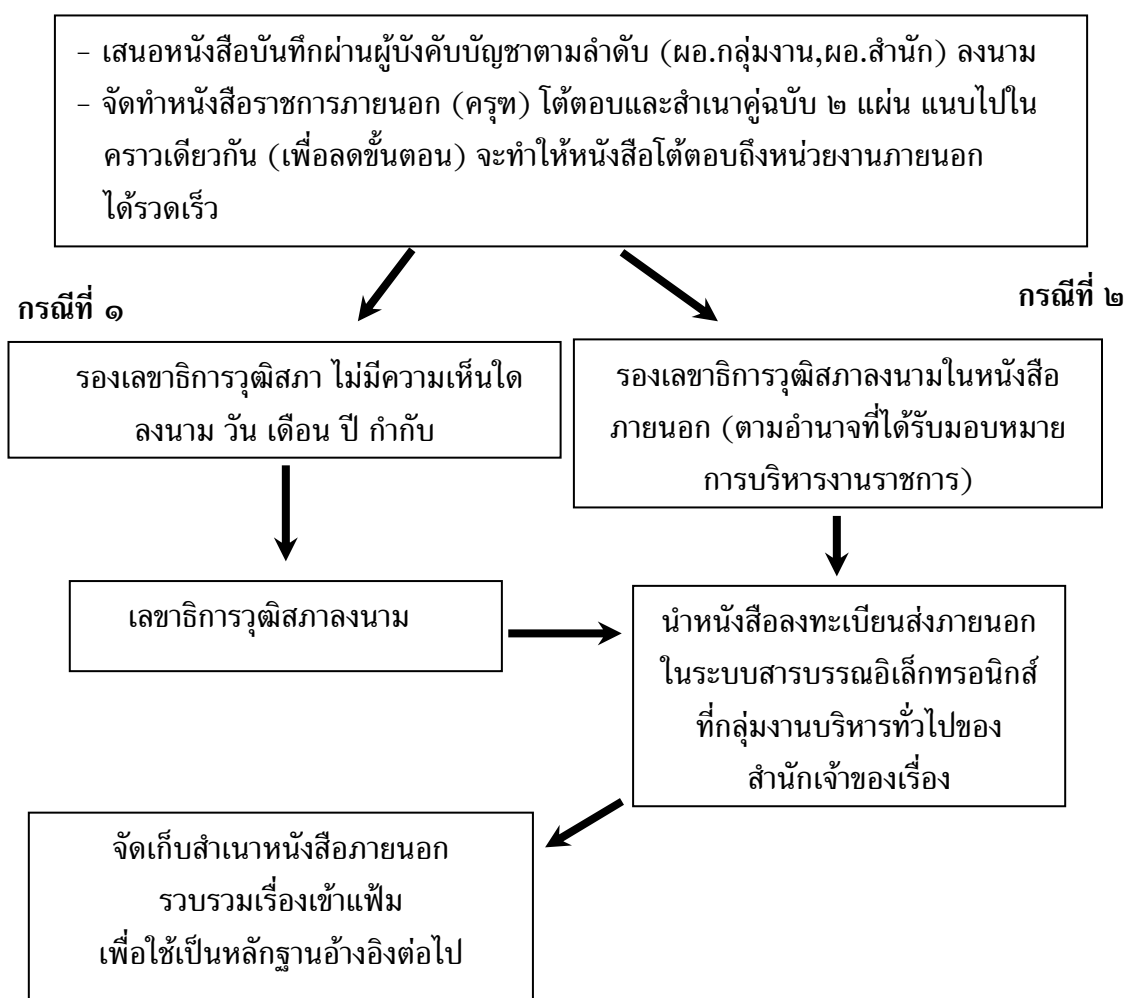 - เสนอหนังสือบันทึกผ่านผู้บังคับบัญชาตามลำดับ (ผอ.กลุ่มงาน,ผอ.สำนัก) ลงนาม
- จัดทำหนังสือราชการภายนอก (ครุฑ) โต้ตอบและสำเนาคู่ฉบับ ๒ แผ่น แนบไปใน
คราวเดียวกัน (เพื่อลดขั้นตอน) จะทำให้หนังสือโต้ตอบถึงหน่วยงานภายนอก
ได้รวดเร็ว
กรณีที่ ๑
รองเลขาธิการวุฒิสภา ไม่มีความเห็นใด
ลงนาม วัน เดือน ปี กำกับ
เลขาธิการวุฒิสภาลงนาม
กรณีที่ ๒
รองเลขาธิการวุฒิสภาลงนามในหนังสือ
ภายนอก (ตามอำนาจที่ได้รับมอบหมาย
การบริหารงานราชการ)
นำหนังสือลงทะเบียนส่งภายนอก
ในระบบสารบรรณอิเล็กทรอนิกส์
ที่กลุ่มงานบริหารทั่วไปของ
สำนักเจ้าของเรื่อง
จัดเก็บสำเนาหนังสือภายนอก
รวบรวมเรื่องเข้าแฟ้ม
เพื่อใช้เป็นหลักฐานอ้างอิงต่อไป